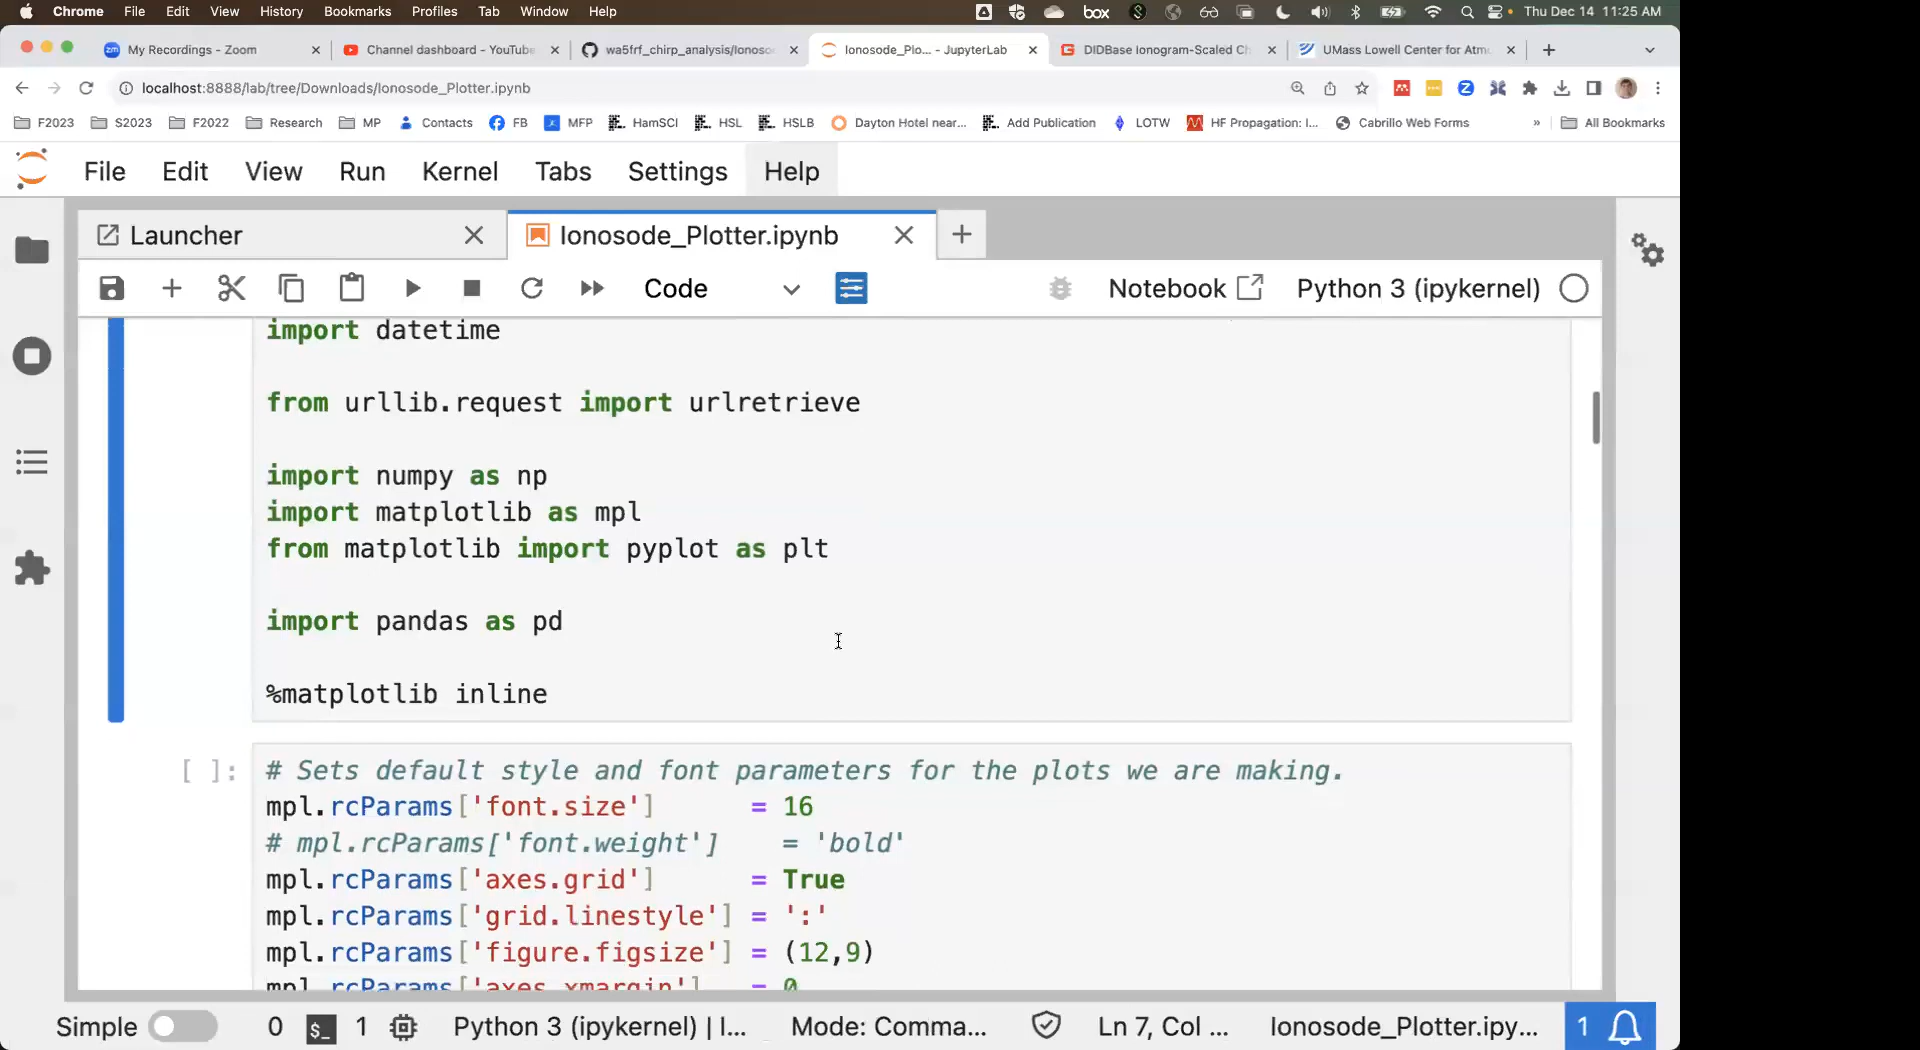 Chrome File Edit View History Bookmarks Profiles Tab Window Help box Thu Dec 14 11:25 AM
My Recordings - Zoom Channel dashboard - YouTube wa5frf_chirp_analysis/Ionoso Ionosode_Plo... - JupyterLab DIDBase Ionogram-Scaled Ch UMass Lowell Center for Atmo
localhost:8888/lab/tree/Downloads/Ionosode_Plotter.ipynb
F2023 S2023 F2022 Research MP Contacts FB MFP HamSCI HSL HSLB Dayton Hotel near... Add Publication LOTW HF Propagation: I... Cabrillo Web Forms » All Bookmarks
File Edit View Run Kernel Tabs Settings Help
Launcher Ionosode_Plotter.ipynb
Code Notebook Python 3 (ipykernel)
import datetime
from urllib.request import urlretrieve
import numpy as np
import matplotlib as mpl
from matplotlib import pyplot as plt
import pandas as pd
%matplotlib inline
[ ]: # Sets default style and font parameters for the plots we are making.
mpl.rcParams['font.size'] = 16
# mpl.rcParams['font.weight'] = 'bold'
mpl.rcParams['axes.grid'] = True
mpl.rcParams['grid.linestyle'] = ':'
mpl.rcParams['figure.figsize'] = (12,9)
mpl.rcParams['axes.xmargin'] = 0
Simple 0 $_ 1 Python 3 (ipykernel) | I... Mode: Comma... Ln 7, Col ... Ionosode_Plotter.ipy... 1